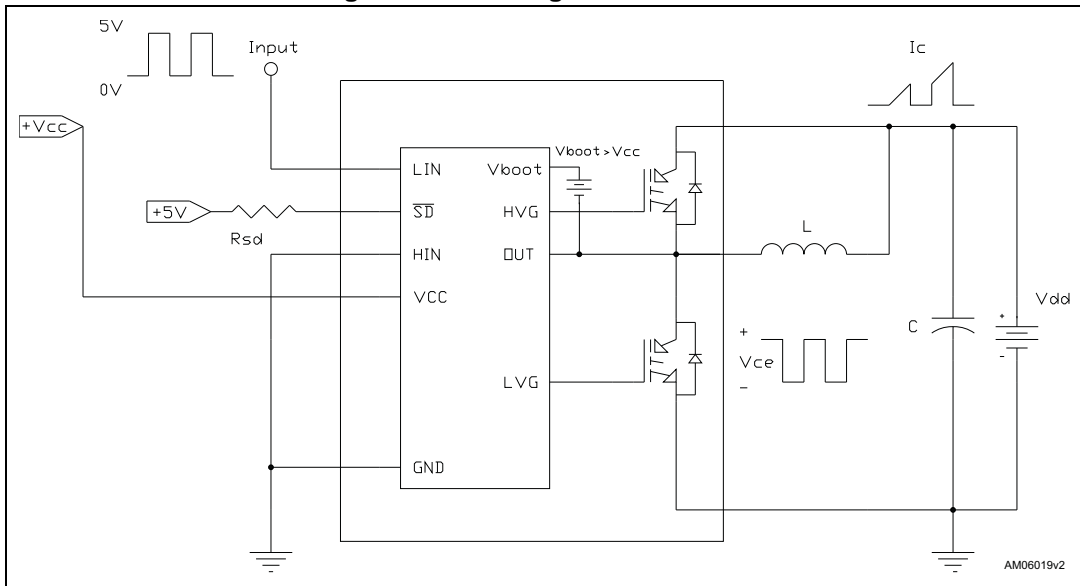 5V
Input
0V
Ic
+Vcc
Vboot>Vcc
LIN
Vboot
+5V
SD
HVG
Rsd
L
HIN
OUT
VCC
Vdd
+
C
+
Vce
-
-
LVG
GND
AM06019v2